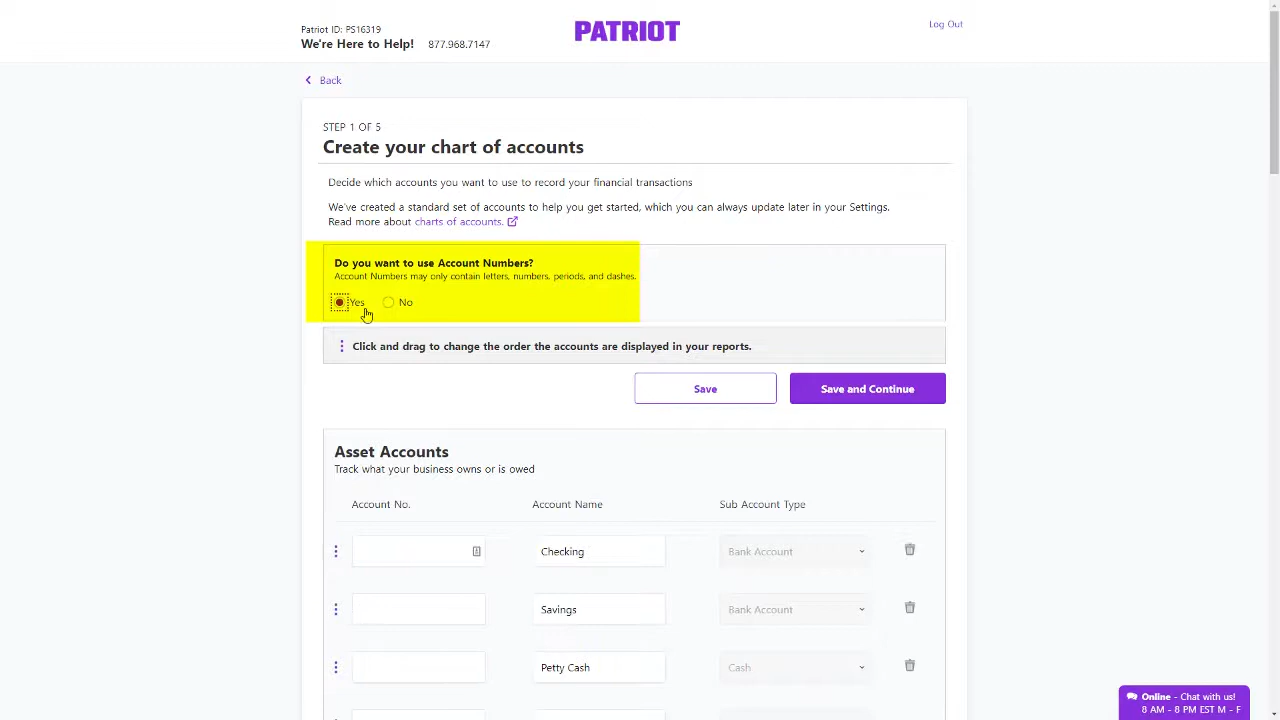 Patriot ID: PS16319
We're Here to Help! 877.968.7147
PATRIOT
Log Out
Back
STEP 1 OF 5
Create your chart of accounts
Decide which accounts you want to use to record your financial transactions
We've created a standard set of accounts to help you get started, which you can always update later in your Settings.
Read more about charts of accounts.
Do you want to use Account Numbers?
Account Numbers may only contain letters, numbers, periods, and dashes.
Yes No
Click and drag to change the order the accounts are displayed in your reports.
Save Save and Continue
Asset Accounts
Track what your business owns or is owed
Account No. Account Name Sub Account Type
Checking Bank Account
Savings Bank Account
Petty Cash Cash
Online - Chat with us!
8 AM - 8 PM EST M - F